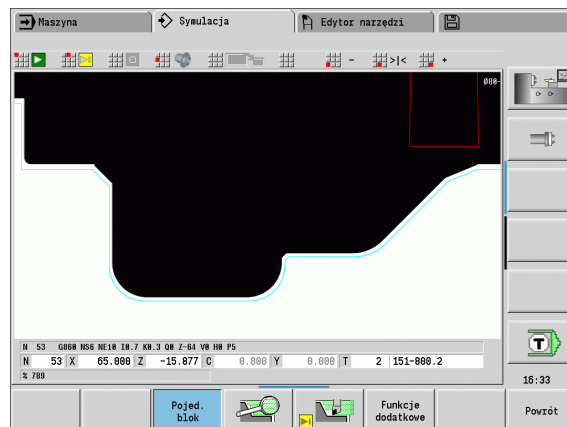 Maszyna
Symulacja
Edytor narzędzi
- >|< +
Ø80-
N 53 G860 NS6 NE10 I0.7 K0.3 Q0 Z-64 V0 H0 P5
N 53 X 65.000 Z -15.877 C 0.000 Y 0.000 T 2 151-800.2
% 789
T
16:33
Pojed. blok
Funkcje dodatkowe
Powrót